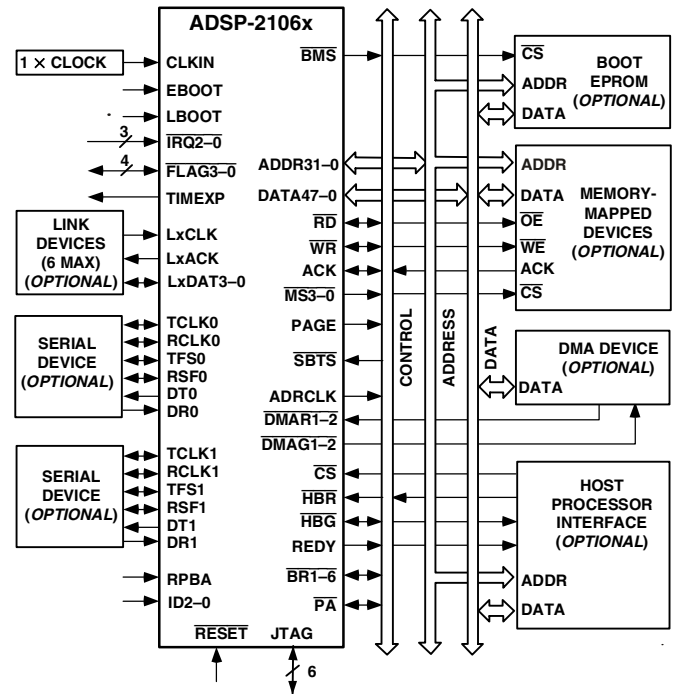 ADSP-2106x
1 × CLOCK
CLKIN
EBOOT
LBOOT
3
IRQ2–0
4
FLAG3–0
TIMEXP
LINK
DEVICES
(6 MAX)
(OPTIONAL)
LxCLK
LxACK
LxDAT3–0
SERIAL
DEVICE
(OPTIONAL)
TCLK0
RCLK0
TFS0
RSF0
DT0
DR0
SERIAL
DEVICE
(OPTIONAL)
TCLK1
RCLK1
TFS1
RSF1
DT1
DR1
RPBA
ID2–0
RESET
JTAG
6
BMS
ADDR31–0
DATA47–0
RD
WR
ACK
MS3–0
PAGE
SBTS
ADRCLK
DMAR1–2
DMAG1–2
CS
HBR
HBG
REDY
BR1–6
PA
CONTROL
ADDRESS
DATA
CS
ADDR
DATA
BOOT
EPROM
(OPTIONAL)
ADDR
DATA
OE
WE
ACK
CS
MEMORY-
MAPPED
DEVICES
(OPTIONAL)
DMA DEVICE
(OPTIONAL)
DATA
HOST
PROCESSOR
INTERFACE
(OPTIONAL)
ADDR
DATA